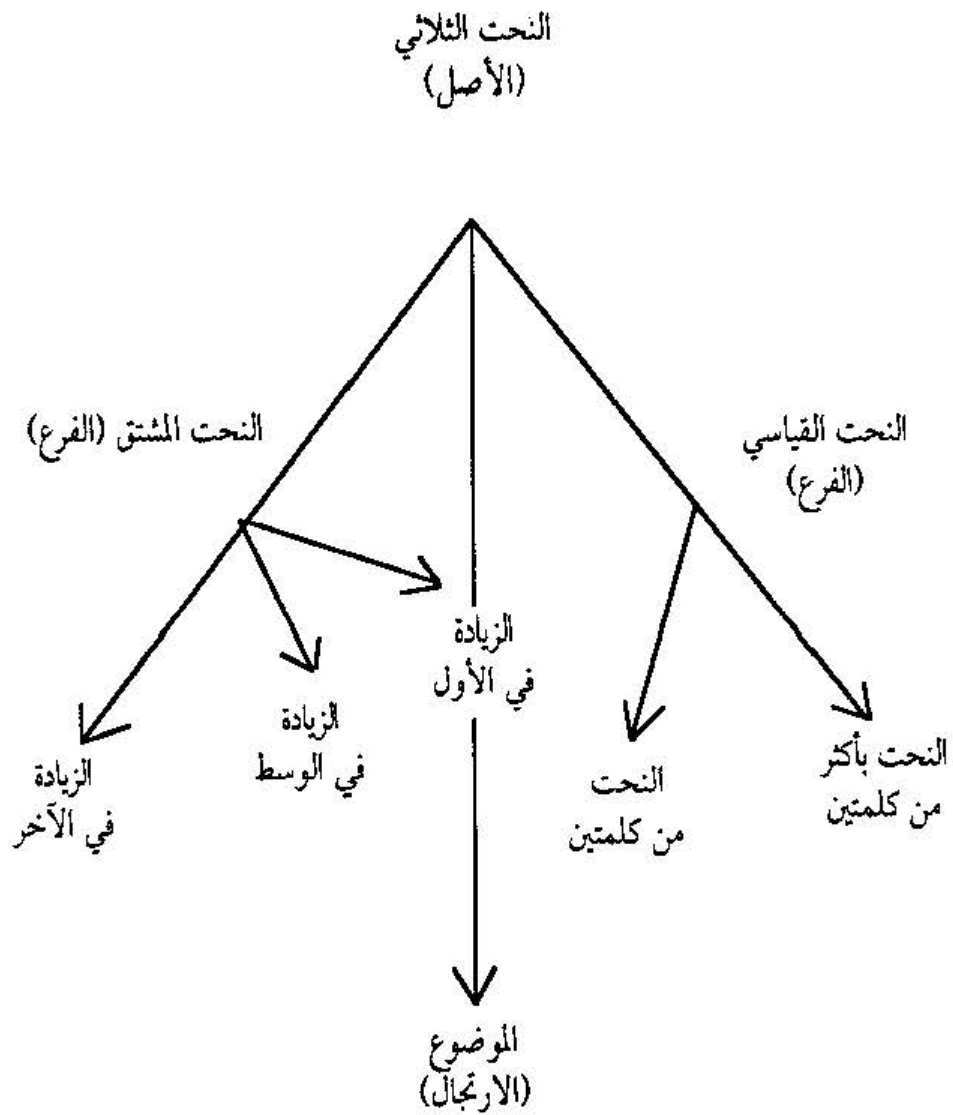 النحت الثلاثي
(الأصل)
النحت القياسي
(الفرع)
النحت المشتق (الفرع)
الزيادة
في الأول
الزيادة
في الوسط
الزيادة
في الآخر
النحت بأكثر
من كلمتين
النحت
من كلمتين
الموضوع
(الارتجال)